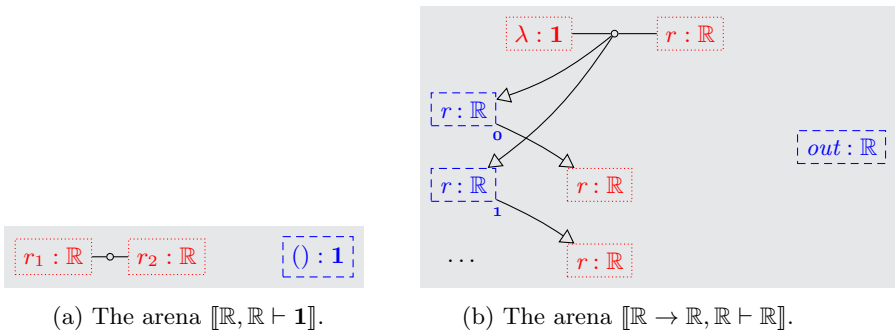 λ : 1 r : ℝ
r : ℝ
0
out : ℝ
r : ℝ r : ℝ
1
r₁ : ℝ r₂ : ℝ () : 1
... r : ℝ
(a) The arena ⟦ℝ, ℝ ⊢ 1⟧.
(b) The arena ⟦ℝ → ℝ, ℝ ⊢ ℝ⟧.